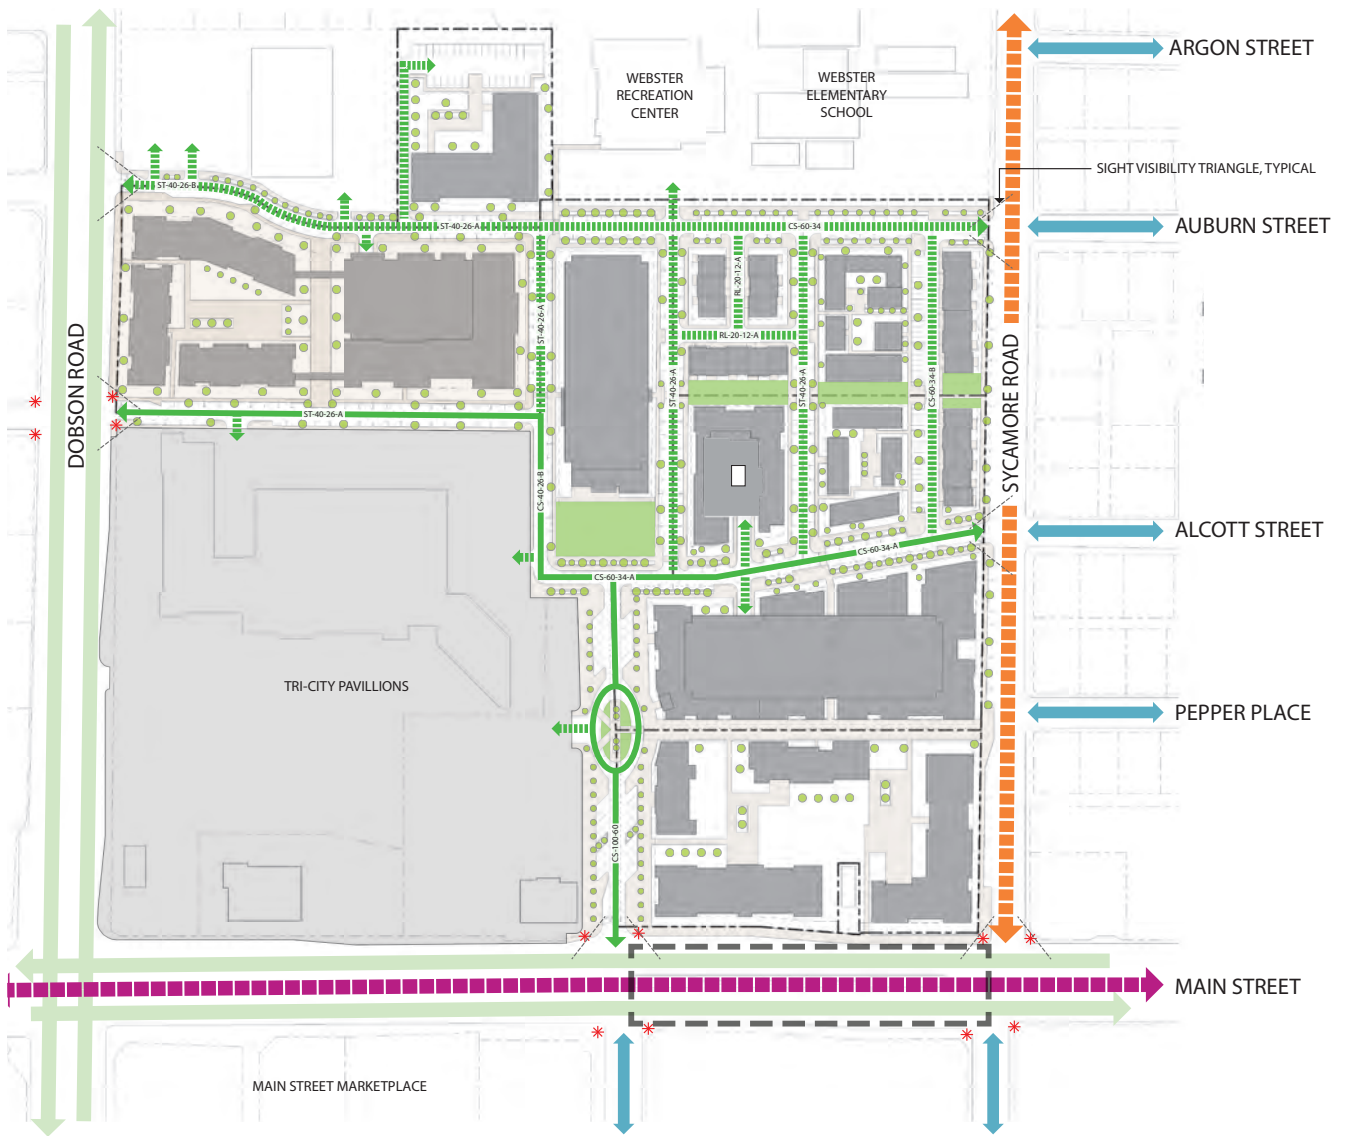 ARGON STREET
WEBSTER
RECREATION
CENTER
WEBSTER
ELEMENTARY
SCHOOL
SIGHT VISIBILITY TRIANGLE, TYPICAL
ST-40-26-B
ST-40-26-A
CS-60-34
AUBURN STREET
RL-20-12-A
ST-40-26-A
RL-20-12-A
ST-40-26-A
ST-40-26-A
CS-60-34-B
DOBSON ROAD
SYCAMORE ROAD
ST-40-26-A
CS-40-26-B
ALCOTT STREET
CS-60-34-A
CS-60-34-A
TRI-CITY PAVILLIONS
PEPPER PLACE
CS-100-60
MAIN STREET
MAIN STREET MARKETPLACE